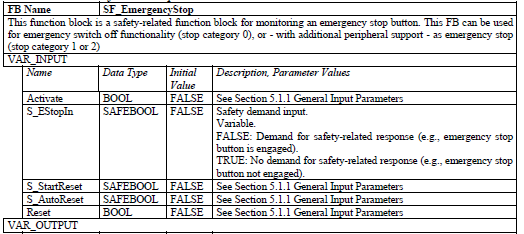 FB Name SF_EmergencyStop
This function block is a safety-related function block for monitoring an emergency stop button. This FB can be used
for emergency switch off functionality (stop category 0), or - with additional peripheral support - as emergency stop
(stop category 1 or 2)
VAR_INPUT
Name Data Type Initial Description, Parameter Values
Value
Activate BOOL FALSE See Section 5.1.1 General Input Parameters
S_EStopIn SAFEBOOL FALSE Safety demand input.
Variable.
FALSE: Demand for safety-related response (e.g., emergency stop
button is engaged).
TRUE: No demand for safety-related response (e.g., emergency stop
button not engaged).
S_StartReset SAFEBOOL FALSE See Section 5.1.1 General Input Parameters
S_AutoReset SAFEBOOL FALSE See Section 5.1.1 General Input Parameters
Reset BOOL FALSE See Section 5.1.1 General Input Parameters
VAR_OUTPUT